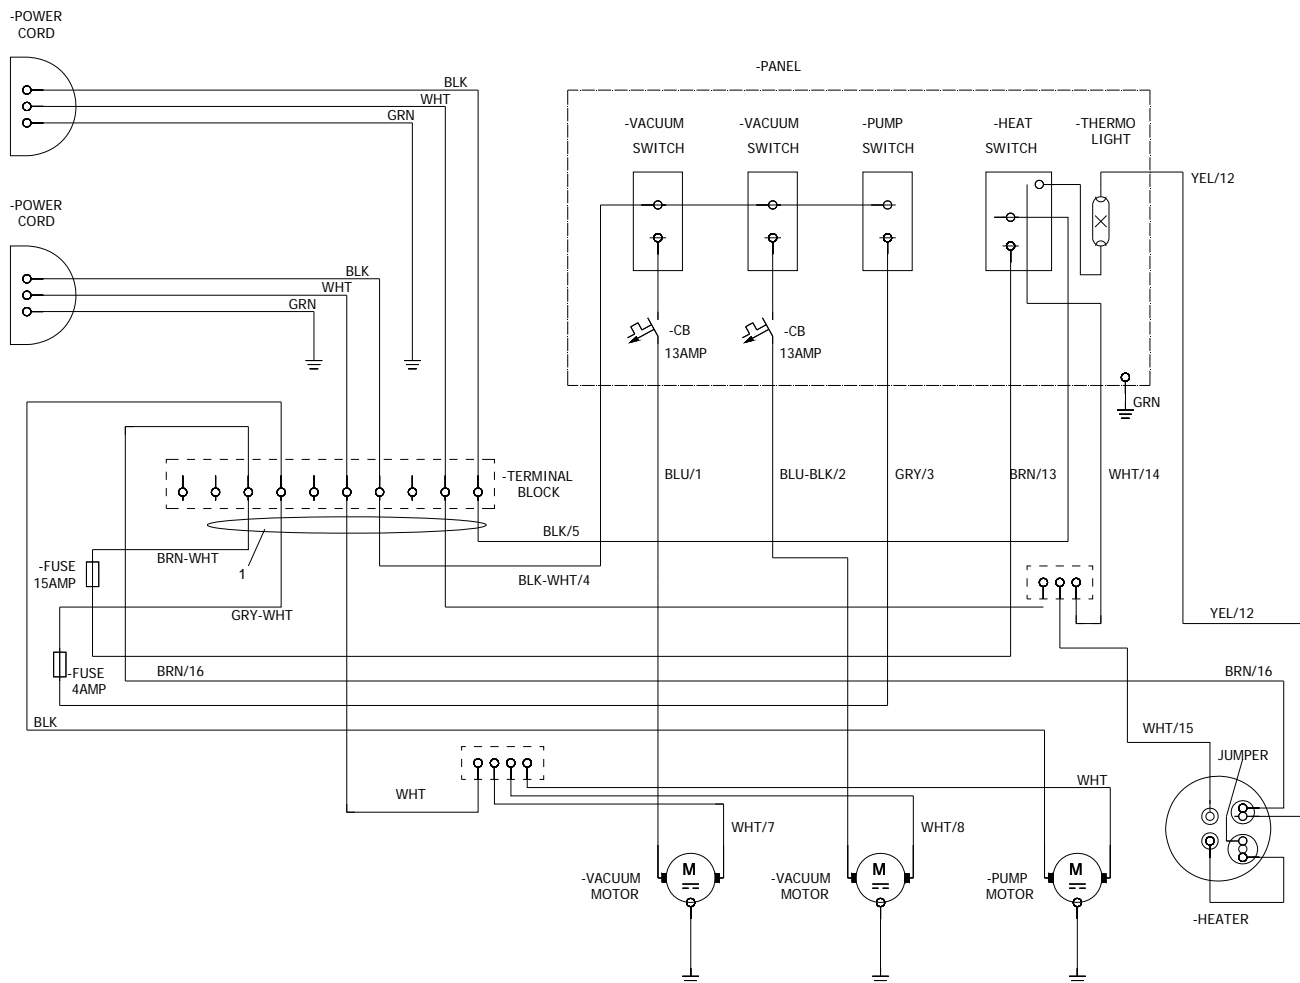 -POWER
CORD
BLK
WHT
GRN
-POWER
CORD
BLK
WHT
GRN
-PANEL
-VACUUM
SWITCH
-VACUUM
SWITCH
-PUMP
SWITCH
-HEAT
SWITCH
-THERMO
LIGHT
YEL/12
-CB
13AMP
-CB
13AMP
GRN
-TERMINAL
BLOCK
BLU/1
BLU-BLK/2
GRY/3
BRN/13
WHT/14
BLK/5
BLK-WHT/4
1
BRN-WHT
-FUSE
15AMP
GRY-WHT
YEL/12
-FUSE
4AMP
BRN/16
BRN/16
BLK
WHT/15
JUMPER
WHT
WHT
WHT/7
WHT/8
M
M
M
-VACUUM
MOTOR
-VACUUM
MOTOR
-PUMP
MOTOR
-HEATER